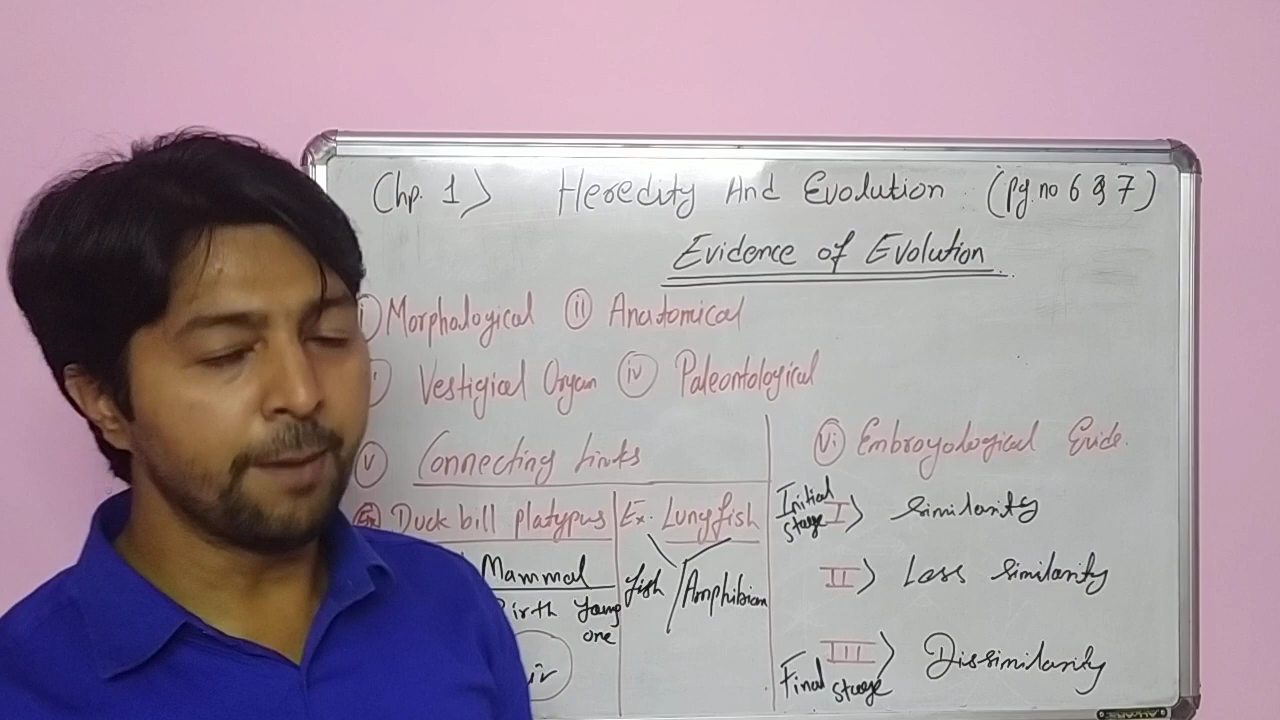 Chp. 1> Heredity And Evolution (pg. no 6 & 7)
Evidence of Evolution
i) Morphological ii Anatomical
Vestigical Organ iv Paleontological
v Connecting Links vi Embroyological Evide.
Ex Duck bill platypus Ex. Lungfish
Mammal
Birth Young
one
fish Amphibian
Initial
stage I> similarity
II> Less similarity
III> Dissimilarity
Final stage